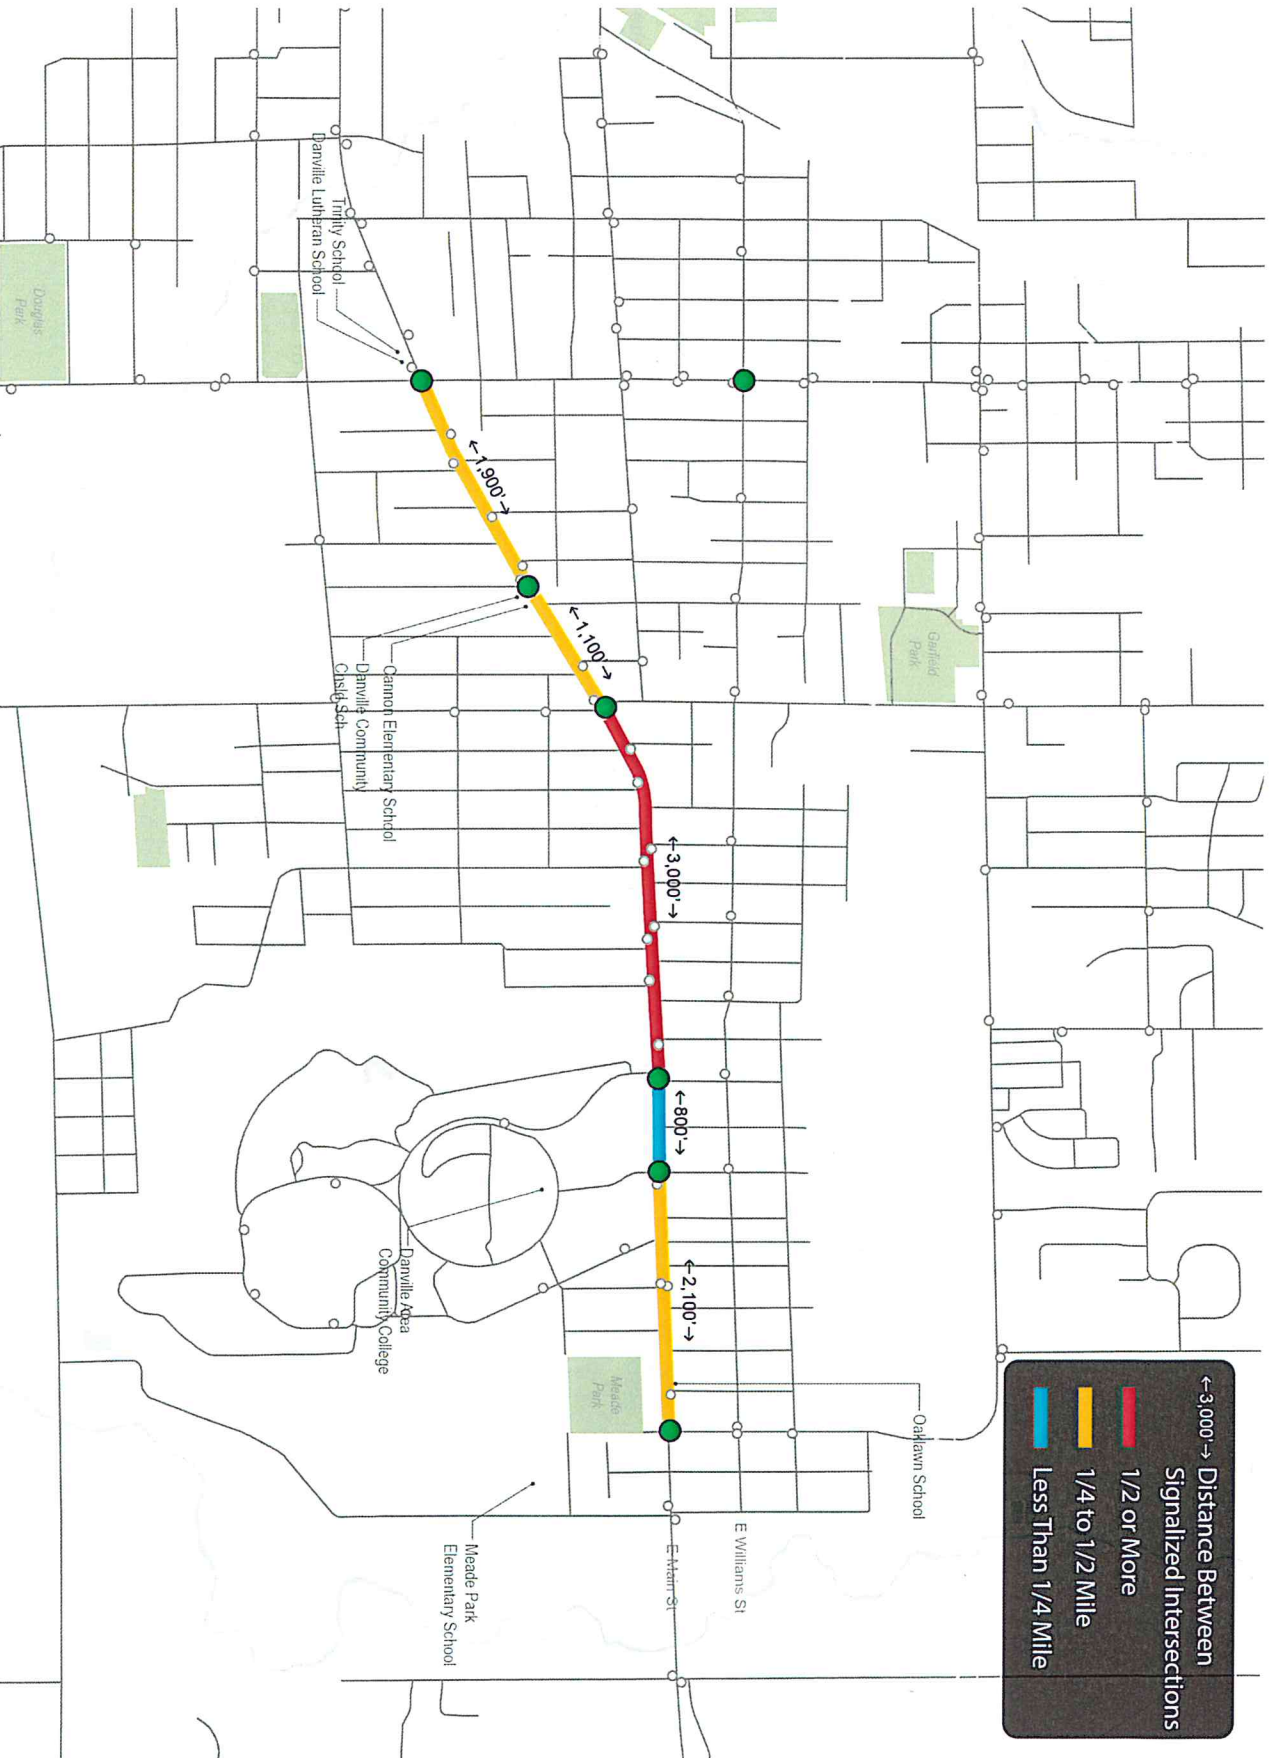 ←3,000'→ Distance Between
Signalized Intersections
1/2 or More
1/4 to 1/2 Mile
Less Than 1/4 Mile
Garfield
Park
Oaklawn School
E Williams St
E Main St
←1,900'→
←1,100'→
←3,000'→
←800'→
←2,100'→
Meade
Park
Meade Park
Elementary School
Danville Area
Community College
Cannon Elementary School
Danville Community
Cnsld Sch
Trinity School
Danville Lutheran School
Douglas
Park